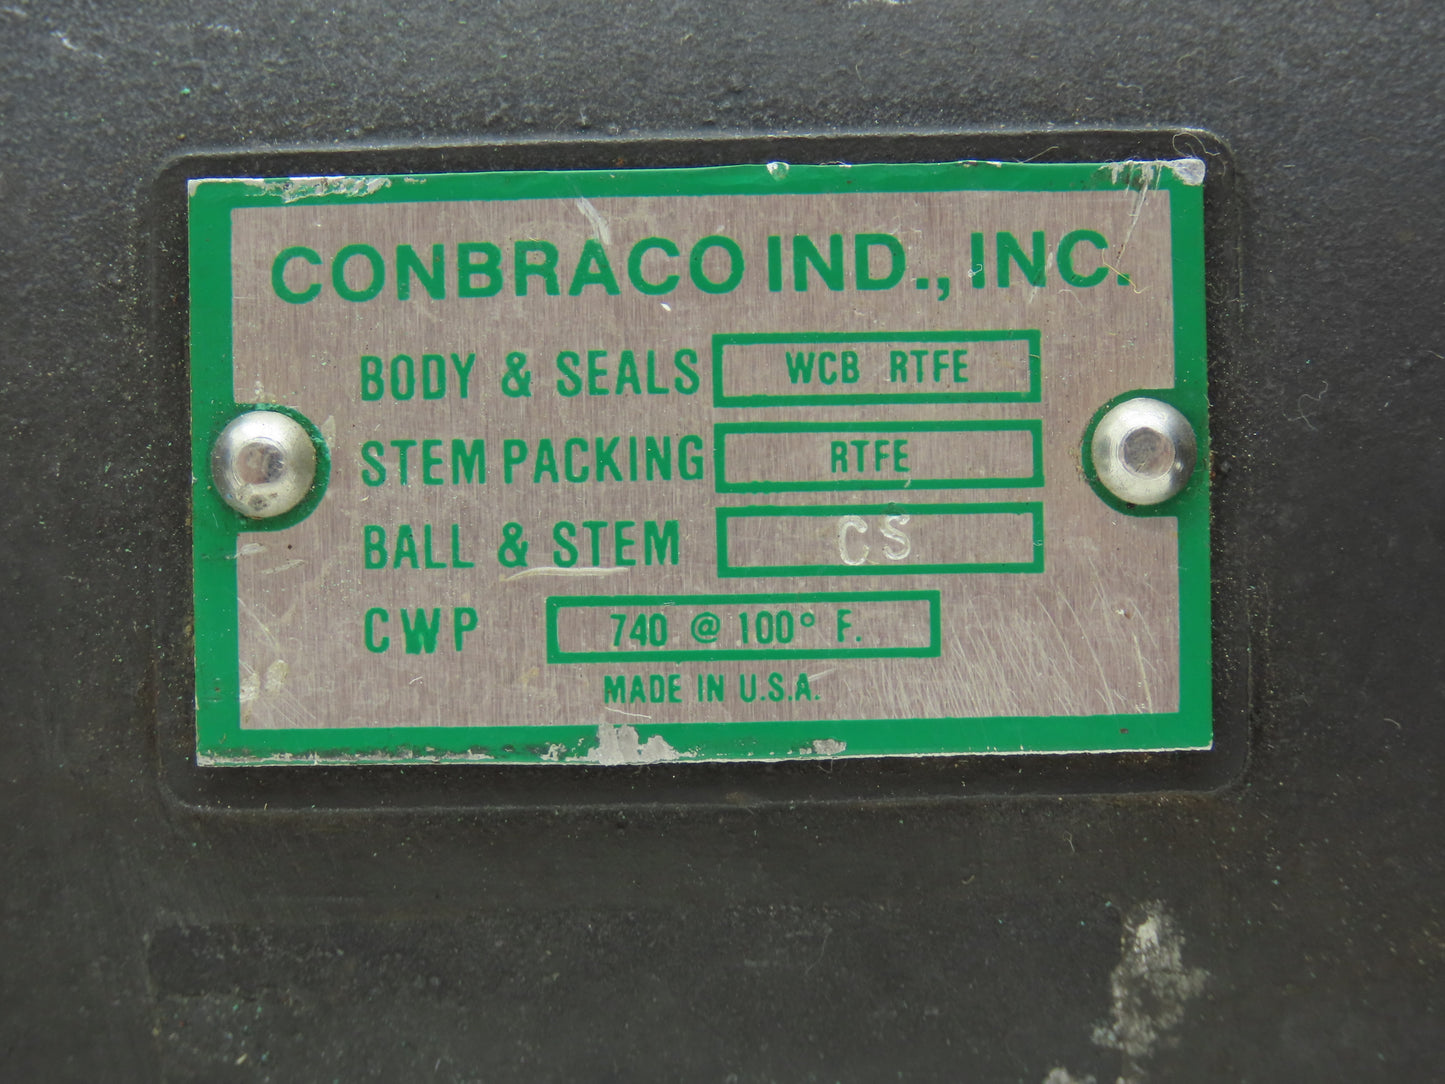 CONBRACO IND., INC.
BODY & SEALS WCB RTFE
STEM PACKING RTFE
BALL & STEM CS
CWP 740 @ 100° F.
MADE IN U.S.A.